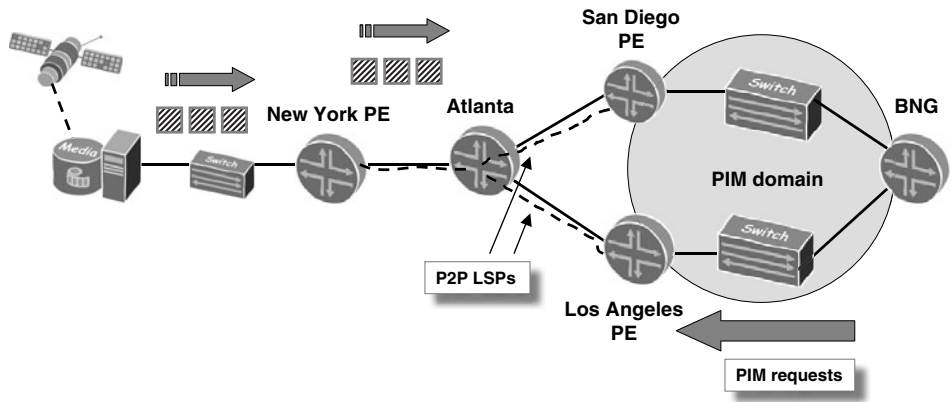 San Diego
PE
Switch
BNG
New York PE
Atlanta
Media
Switch
PIM domain
Switch
P2P LSPs
Los Angeles
PE
PIM requests